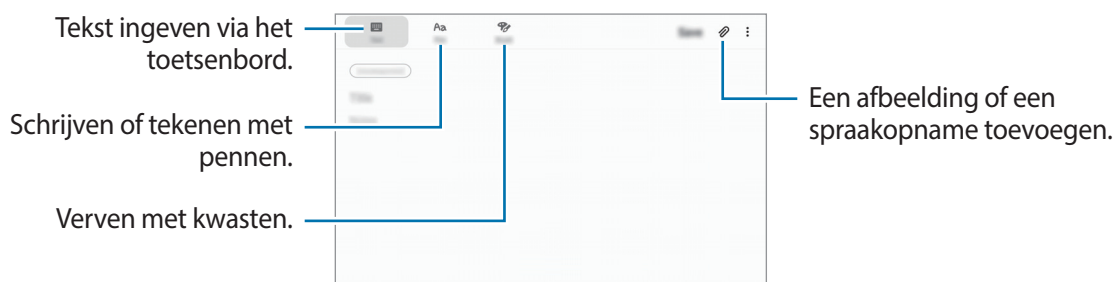 Tekst ingeven via het
toetsenbord.
Aa
Schrijven of tekenen met
pennen.
Verven met kwasten.
Een afbeelding of een
spraakopname toevoegen.